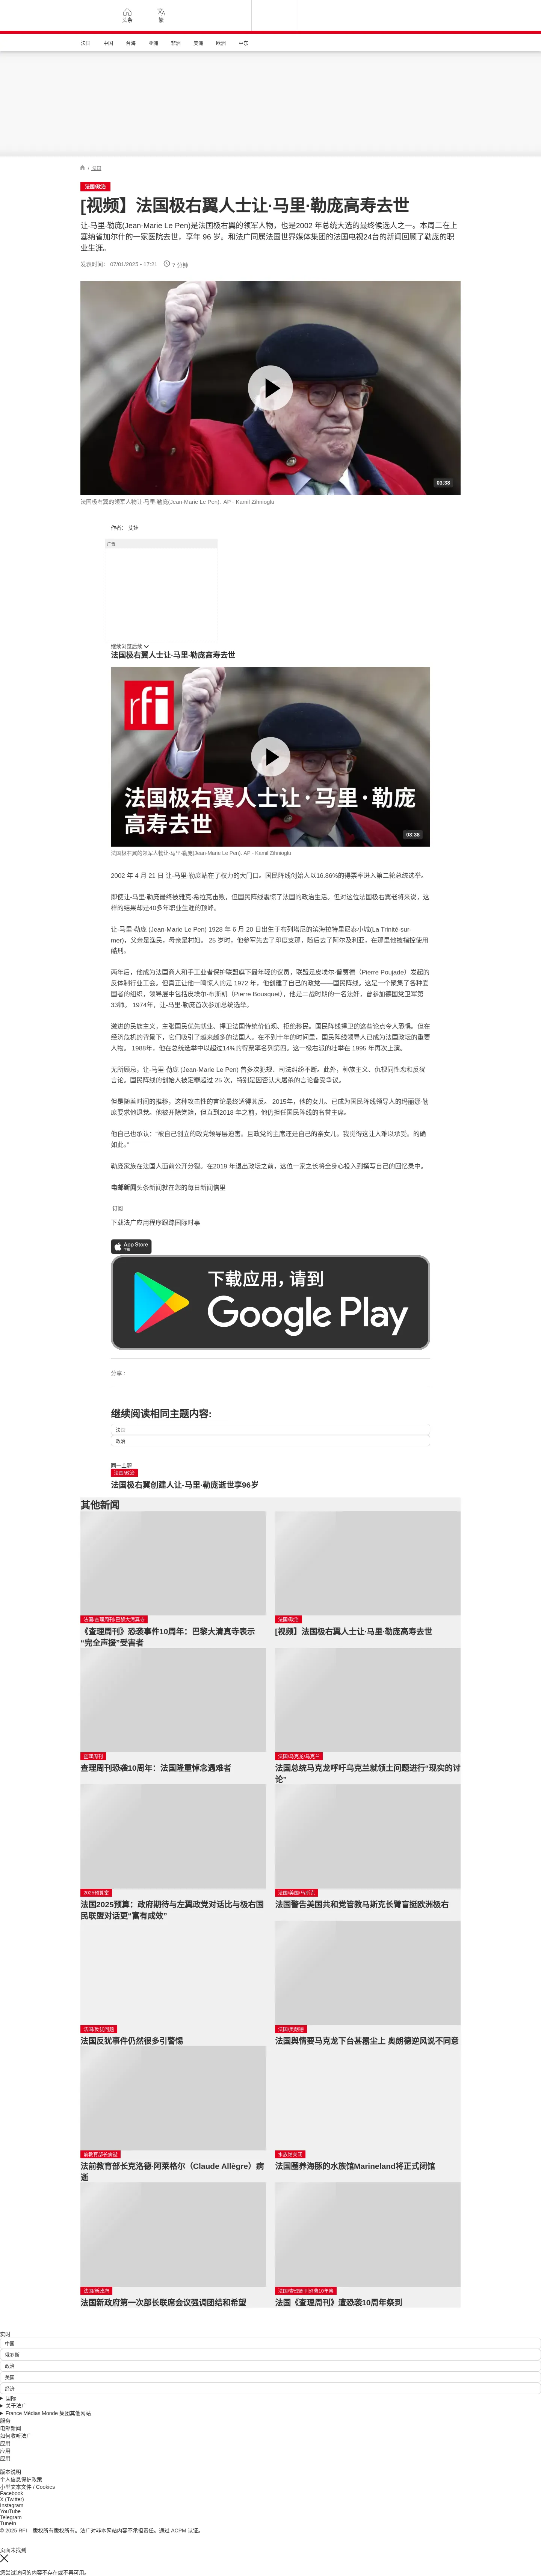 头条
繁
法国
中国
台海
亚洲
非洲
美洲
欧洲
中东
/ 法国
法国/政治
[视频】法国极右翼人士让·马里·勒庞高寿去世
让·马里·勒庞(Jean-Marie Le Pen)是法国极右翼的领军人物，也是2002 年总统大选的最终候选人之一。本周二在上
塞纳省加尔什的一家医院去世，享年 96 岁。和法广同属法国世界媒体集团的法国电视24台的新闻回顾了勒庞的职
业生涯。
发表时间： 07/01/2025 - 17:21
7 分钟
03:38
法国极右翼的领军人物让·马里·勒庞(Jean-Marie Le Pen). AP - Kamil Zihnioglu
作者： 艾娃
广告
继续浏览后续
法国极右翼人士让·马里·勒庞高寿去世
rfi
法国极右翼人士让·马里·勒庞
高寿去世
03:38
法国极右翼的领军人物让·马里·勒庞(Jean-Marie Le Pen). AP - Kamil Zihnioglu
2002 年 4 月 21 日 让-马里·勒庞站在了权力的大门口。国民阵线创始人以16.86%的得票率进入第二轮总统选举。
即使让-马里·勒庞最终被雅克·希拉克击败，但国民阵线震惊了法国的政治生活。但对这位法国极右翼老将来说，这
样的结果却是40多年职业生涯的顶峰。
让-马里·勒庞 (Jean-Marie Le Pen) 1928 年 6 月 20 日出生于布列塔尼的滨海拉特里尼泰小城(La Trinité-sur-
mer)，父亲是渔民，母亲是村妇。 25 岁时，他参军先去了印度支那，随后去了阿尔及利亚，在那里他被指控使用
酷刑。
两年后，他成为法国商人和手工业者保护联盟旗下最年轻的议员，联盟是皮埃尔·普贾德（Pierre Poujade）发起的
反体制行业工会。但真正让他一鸣惊人的是 1972 年，他创建了自己的政党——国民阵线。这是一个聚集了各种爱
国者的组织，领导层中包括皮埃尔·布斯凯（Pierre Bousquet），他是二战时期的一名法奸，曾参加德国党卫军第
33师。 1974年，让-马里·勒庞首次参加总统选举。
激进的民族主义，主张国民优先就业、捍卫法国传统价值观、拒绝移民。国民阵线捍卫的这些论点令人恐惧。但在
经济危机的背景下，它们吸引了越来越多的法国人。在不到十年的时间里，国民阵线领导人已成为法国政坛的重要
人物。 1988年，他在总统选举中以超过14%的得票率名列第四。这一极右派的壮举在 1995 年再次上演。
无所顾忌，让-马里·勒庞 (Jean-Marie Le Pen) 曾多次犯规、司法纠纷不断。此外，种族主义、仇视同性恋和反犹
言论。国民阵线的创始人被定罪超过 25 次，特别是因否认大屠杀的言论备受争议。
但是随着时间的推移，这种攻击性的言论最终适得其反。 2015年，他的女儿、已成为国民阵线领导人的玛丽娜·勒
庞要求他退党。他被开除党籍，但直到2018 年之前，他仍担任国民阵线的名誉主席。
他自己也承认：“被自己创立的政党领导层迫害，且政党的主席还是自己的亲女儿。我觉得这让人难以承受。的确
如此。”
勒庞家族在法国人面前公开分裂。在2019 年退出政坛之前，这位一家之长将全身心投入到撰写自己的回忆录中。
电邮新闻头条新闻就在您的每日新闻信里
订阅
下载法广应用程序跟踪国际时事
App Store
下载
下载应用，请到
Google Play
分享 :
继续阅读相同主题内容:
法国
政治
同一主题
法国/政治
法国极右翼创建人让-马里·勒庞逝世享96岁
其他新闻
法国/查理周刊/巴黎大清真寺
《查理周刊》恐袭事件10周年：巴黎大清真寺表示
“完全声援”受害者
法国/政治
[视频】法国极右翼人士让·马里·勒庞高寿去世
查理周刊
查理周刊恐袭10周年：法国隆重悼念遇难者
法国/马克龙/乌克兰
法国总统马克龙呼吁乌克兰就领土问题进行“现实的讨
论”
2025预算案
法国2025预算：政府期待与左翼政党对话比与极右国
民联盟对话更“富有成效”
法国/美国/马斯克
法国警告美国共和党管教马斯克长臂盲挺欧洲极右
法国/反犹问题
法国反犹事件仍然很多引警惕
法国/奥朗德
法国舆情要马克龙下台甚嚣尘上 奥朗德逆风说不同意
前教育部长病逝
法前教育部长克洛德·阿莱格尔（Claude Allègre）病
逝
水族馆关闭
法国圈养海豚的水族馆Marineland将正式闭馆
法国/新政府
法国新政府第一次部长联席会议强调团结和希望
法国/查理周刊恐袭10年祭
法国《查理周刊》遭恐袭10周年祭到
实时
中国
俄罗斯
政治
美国
经济
国际
关于法广
France Médias Monde 集团其他网站
服务
电邮新闻
如何收听法广
应用
应用
应用
版本说明
个人信息保护政策
小型文本文件 / Cookies
Facebook
X (Twitter)
Instagram
YouTube
Telegram
TuneIn
© 2025 RFI – 版权所有版权所有。法广对非本网站内容不承担责任。通过 ACPM 认证。
页面未找到
您尝试访问的内容不存在或不再可用。